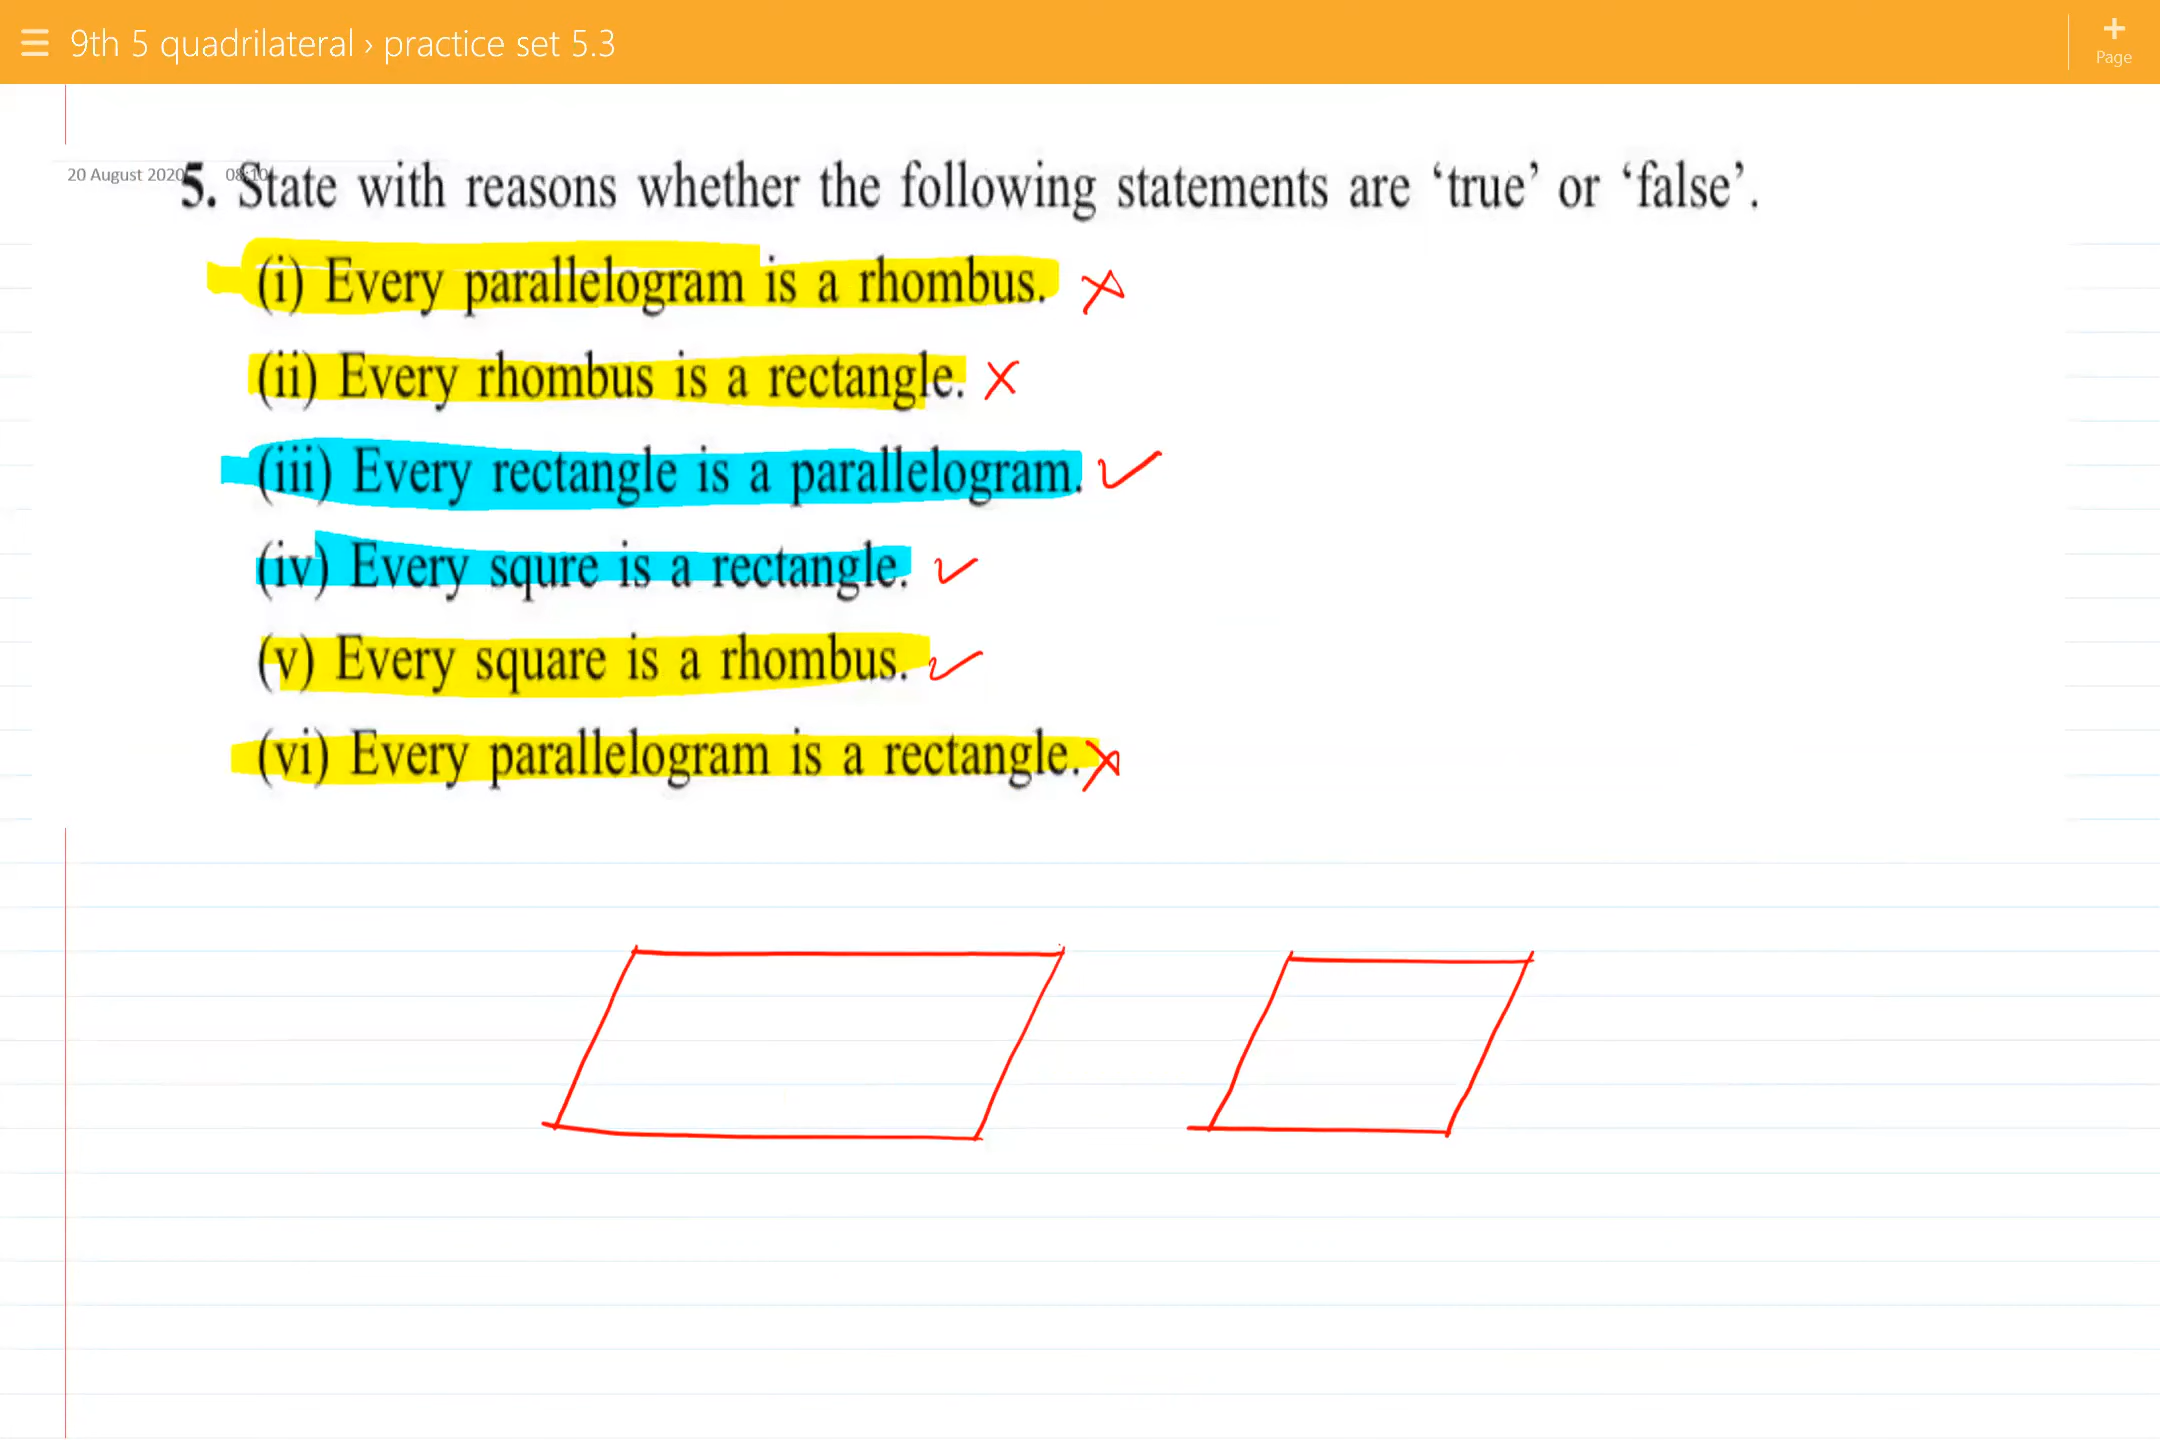 9th 5 quadrilateral › practice set 5.3
+
Page
20 August 2020 08:10
5. State with reasons whether the following statements are ‘true’ or ‘false’.
(i) Every parallelogram is a rhombus.
(ii) Every rhombus is a rectangle.
(iii) Every rectangle is a parallelogram.
(iv) Every squre is a rectangle.
(v) Every square is a rhombus.
(vi) Every parallelogram is a rectangle.